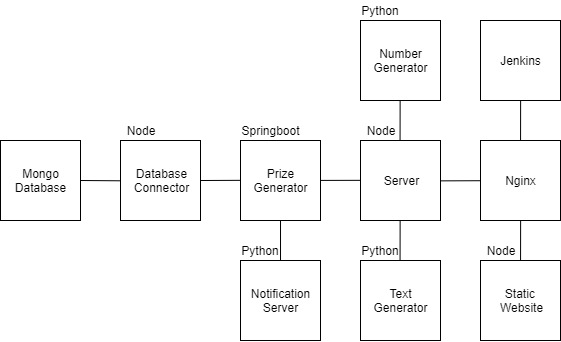 Python
Number
Generator
Jenkins
Node
Springboot
Node
Mongo
Database
Database
Connector
Prize
Generator
Server
Nginx
Python
Python
Node
Notification
Server
Text
Generator
Static
Website